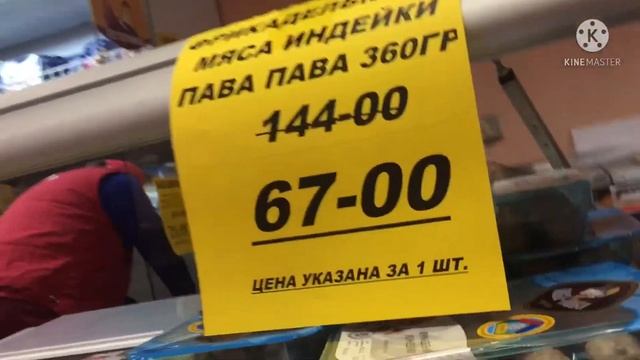 МЯСА ИНДЕЙКИ
ПАВА ПАВА 360ГР
144-00
67-00
ЦЕНА УКАЗАНА ЗА 1 ШТ.
K
KINEMASTER